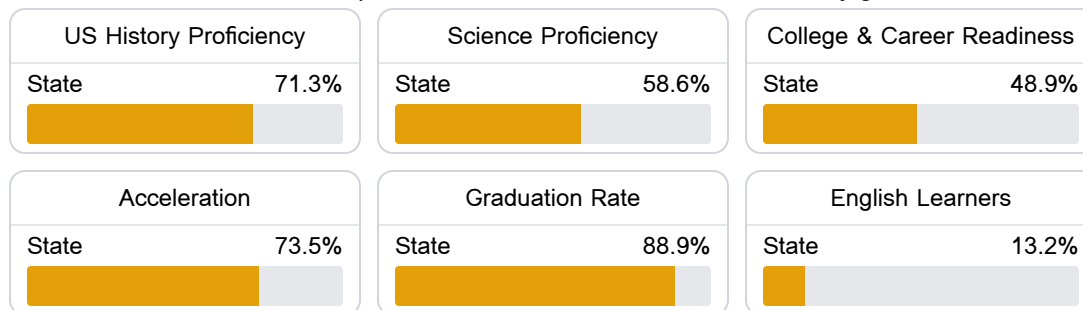 US History Proficiency
State 71.3%
Science Proficiency
State 58.6%
College & Career Readiness
State 48.9%
Acceleration
State 73.5%
Graduation Rate
State 88.9%
English Learners
State 13.2%